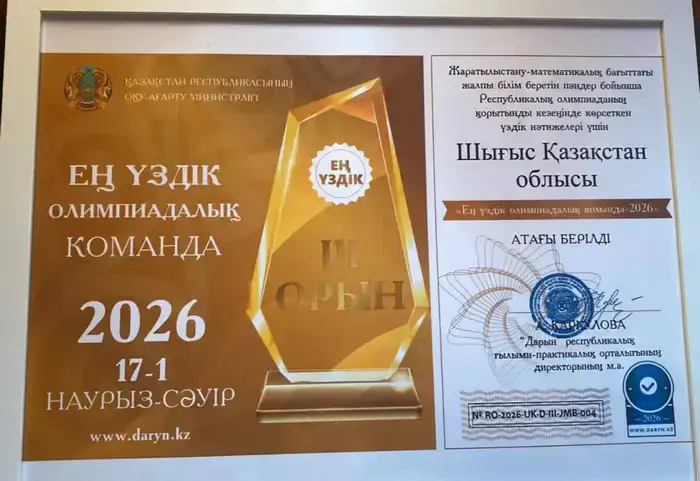 ҚАЗАҚСТАН РЕСПУБЛИКАСЫНЫҢ
ОҚУ-АҒАРТУ МИНИСТРЛІГІ
ЕҢ ҮЗДІК
ОЛИМПИАДАЛЫҚ
КОМАНДА
2026
17-1
НАУРЫЗ-СӘУІР
www.daryn.kz
ЕҢ
ҮЗДІК
III
ОРЫН
Жаратылыстану-математикалық бағыттағы
жалпы білім беретін пәндер бойынша
Республикалық олимпиаданың
қорытынды кезеңінде көрсеткен
үздік нәтижелері үшін
Шығыс Қазақстан
облысы
«Ең үздік олимпиадалық команда-2026»
АТАҒЫ БЕРІЛДІ
"Дарын республикалық
ғылыми-практикалық орталығының
директорының м.а.
№ RO-2026-UK-D-III-JMB-004
2026
WWW.DARYN.KZ